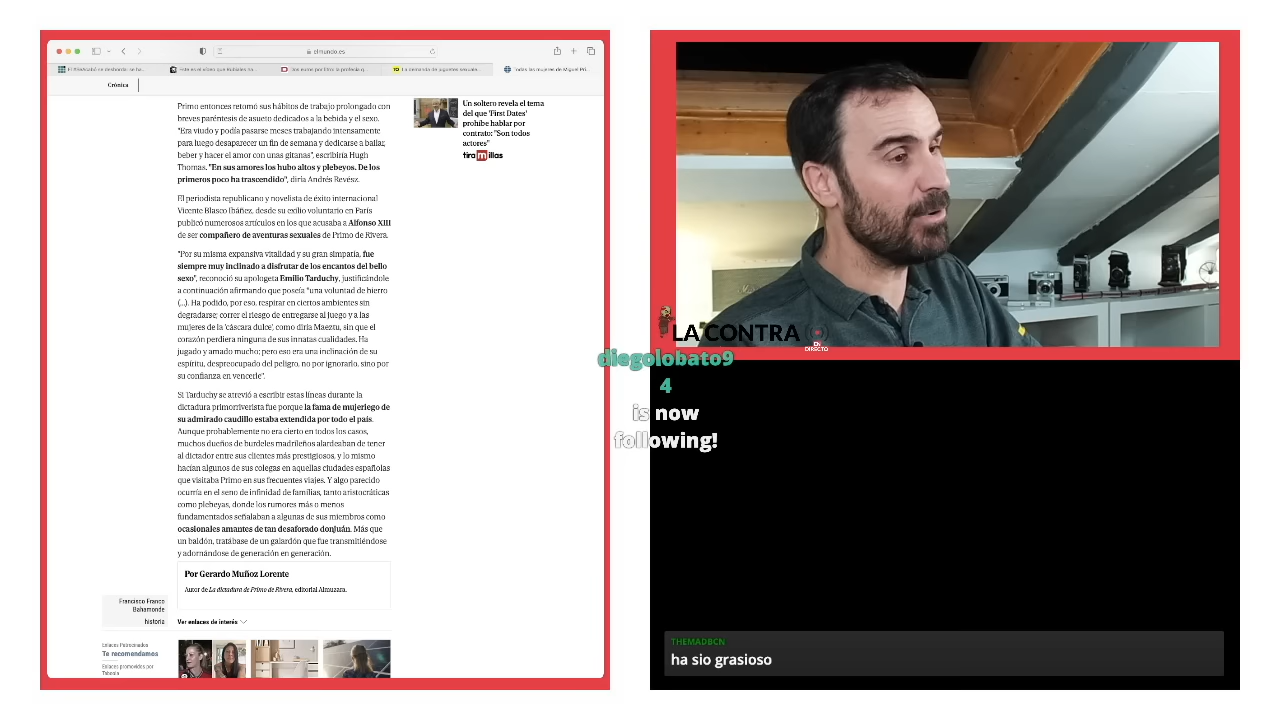 elmundo.es
Crónica
Primo entonces retomó sus hábitos de trabajo prolongado con
breves paréntesis de asueto dedicados a la bebida y el sexo.
"Era viudo y podía pasarse meses trabajando intensamente
para luego desaparecer un fin de semana y dedicarse a bailar,
beber y hacer el amor con unas gitanas", escribiría Hugh
Thomas. "En sus amores los hubo altos y plebeyos. De los
primeros poco ha trascendido", diría Andrés Revész.
El periodista republicano y novelista de éxito internacional
Vicente Blasco Ibáñez, desde su exilio voluntario en París
publicó numerosos artículos en los que acusaba a Alfonso XIII
de ser compañero de aventuras sexuales de Primo de Rivera.
"Por su misma expansiva vitalidad y su gran simpatía, fue
siempre muy inclinado a disfrutar de los encantos del bello
sexo", reconoció su apologeta Emilio Tarduchy, justificándole
a continuación afirmando que poseía "una voluntad de hierro
(...). Ha podido, por eso, respirar en ciertos ambientes sin
degradarse; correr el riesgo de entregarse al juego y a las
mujeres de la 'cáscara dulce', como diría Maeztu, sin que el
corazón perdiera ninguna de sus innatas cualidades. Ha
jugado y amado mucho; pero eso era una inclinación de su
espíritu, despreocupado del peligro, no por ignorarlo, sino por
su confianza en vencerle".
Si Tarduchy se atrevió a escribir estas líneas durante la
dictadura primorriverista fue porque la fama de mujeriego de
su admirado caudillo estaba extendida por todo el país.
Aunque probablemente no era cierto en todos los casos,
muchos dueños de burdeles madrileños alardeaban de tener
al dictador entre sus clientes más prestigiosos, y lo mismo
hacían algunos de sus colegas en aquellas ciudades españolas
que visitaba Primo en sus frecuentes viajes. Y algo parecido
ocurría en el seno de infinidad de familias, tanto aristocráticas
como plebeyas, donde los rumores más o menos
fundamentados señalaban a algunas de sus miembros como
ocasionales amantes de tan desaforado donjuán. Más que
un baldón, tratábase de un galardón que fue transmitiéndose
y adornándose de generación en generación.
Por Gerardo Muñoz Lorente
Autor de La dictadura de Primo de Rivera, editorial Almuzara.
Francisco Franco
Bahamonde
historia
Ver enlaces de interés
Enlaces Patrocinados
Te recomendamos
Enlaces promovidos por
Taboola
Un soltero revela el tema
del que 'First Dates'
prohíbe hablar por
contrato: "Son todos
actores"
tiramillas
LA CONTRA
EN
DIRECTO
diegolobato9
4
is now
following!
THEMADBCN
ha sio grasioso